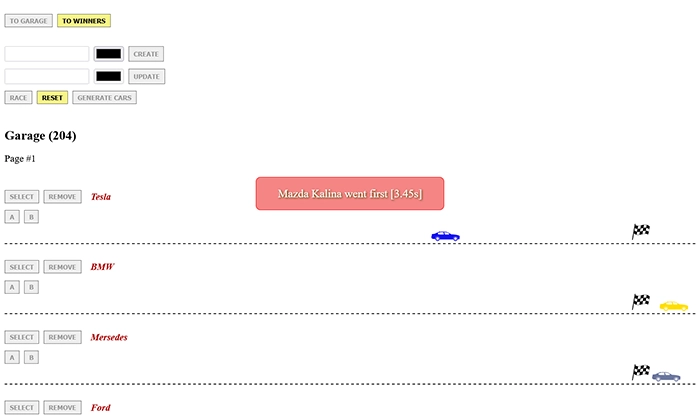 TO GARAGE TO WINNERS
CREATE
UPDATE
RACE RESET GENERATE CARS
Garage (204)
Page #1
Mazda Kalina went first [3.45s]
SELECT REMOVE Tesla
A B
SELECT REMOVE BMW
A B
SELECT REMOVE Mersedes
A B
SELECT REMOVE Ford